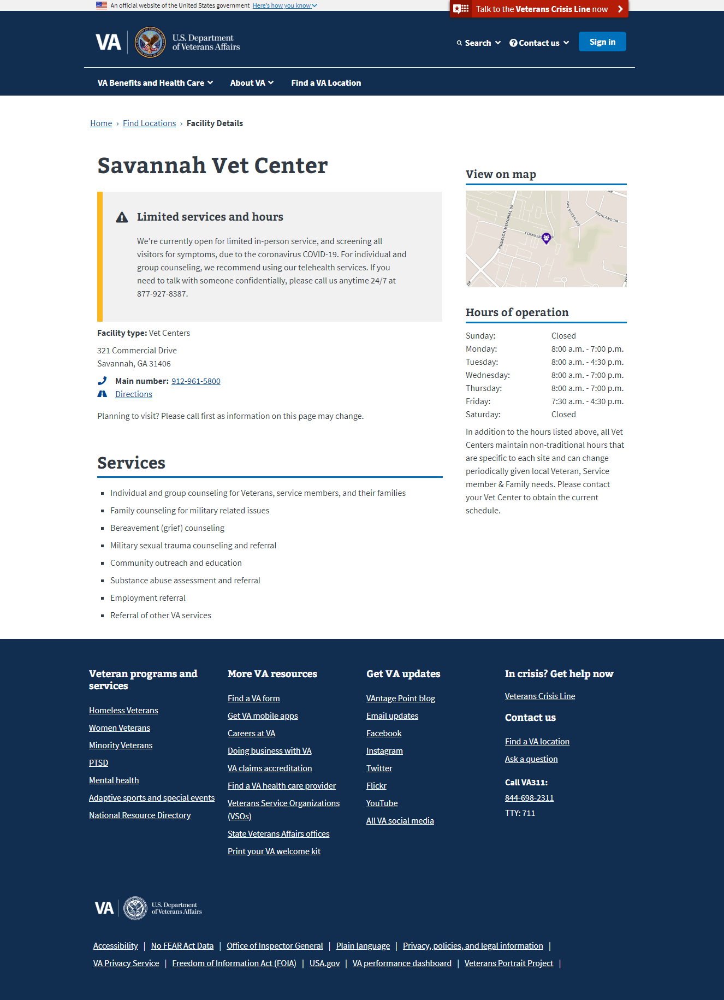 An official website of the United States government Here's how you know
Talk to the Veterans Crisis Line now
VA
U.S. Department
of Veterans Affairs
Search
Contact us
Sign in
VA Benefits and Health Care
About VA
Find a VA Location
Home › Find Locations › Facility Details
Savannah Vet Center
Limited services and hours
We're currently open for limited in-person service, and screening all
visitors for symptoms, due to the coronavirus COVID-19. For individual and
group counseling, we recommend using our telehealth services. If you
need to talk with someone confidentially, please call us anytime 24/7 at
877-927-8387.
Facility type: Vet Centers
321 Commercial Drive
Savannah, GA 31406
Main number: 912-961-5800
Directions
Planning to visit? Please call first as information on this page may change.
Services
Individual and group counseling for Veterans, service members, and their families
Family counseling for military related issues
Bereavement (grief) counseling
Military sexual trauma counseling and referral
Community outreach and education
Substance abuse assessment and referral
Employment referral
Referral of other VA services
View on map
HODGSON MEMORIAL DR
VAN BUREN AVE
HIGHLAND DR
DR
Hours of operation
Sunday: Closed
Monday: 8:00 a.m. - 7:00 p.m.
Tuesday: 8:00 a.m. - 4:30 p.m.
Wednesday: 8:00 a.m. - 7:00 p.m.
Thursday: 8:00 a.m. - 7:00 p.m.
Friday: 7:30 a.m. - 4:30 p.m.
Saturday: Closed
In addition to the hours listed above, all Vet
Centers maintain non-traditional hours that
are specific to each site and can change
periodically given local Veteran, Service
member & Family needs. Please contact
your Vet Center to obtain the current
schedule.
Veteran programs and
services
Homeless Veterans
Women Veterans
Minority Veterans
PTSD
Mental health
Adaptive sports and special events
National Resource Directory
More VA resources
Find a VA form
Get VA mobile apps
Careers at VA
Doing business with VA
VA claims accreditation
Find a VA health care provider
Veterans Service Organizations
(VSOs)
State Veterans Affairs offices
Print your VA welcome kit
Get VA updates
VAntage Point blog
Email updates
Facebook
Instagram
Twitter
Flickr
YouTube
All VA social media
In crisis? Get help now
Veterans Crisis Line
Contact us
Find a VA location
Ask a question
Call VA311:
844-698-2311
TTY: 711
VA
U.S. Department
of Veterans Affairs
Accessibility | No FEAR Act Data | Office of Inspector General | Plain language | Privacy, policies, and legal information |
VA Privacy Service | Freedom of Information Act (FOIA) | USA.gov | VA performance dashboard | Veterans Portrait Project |